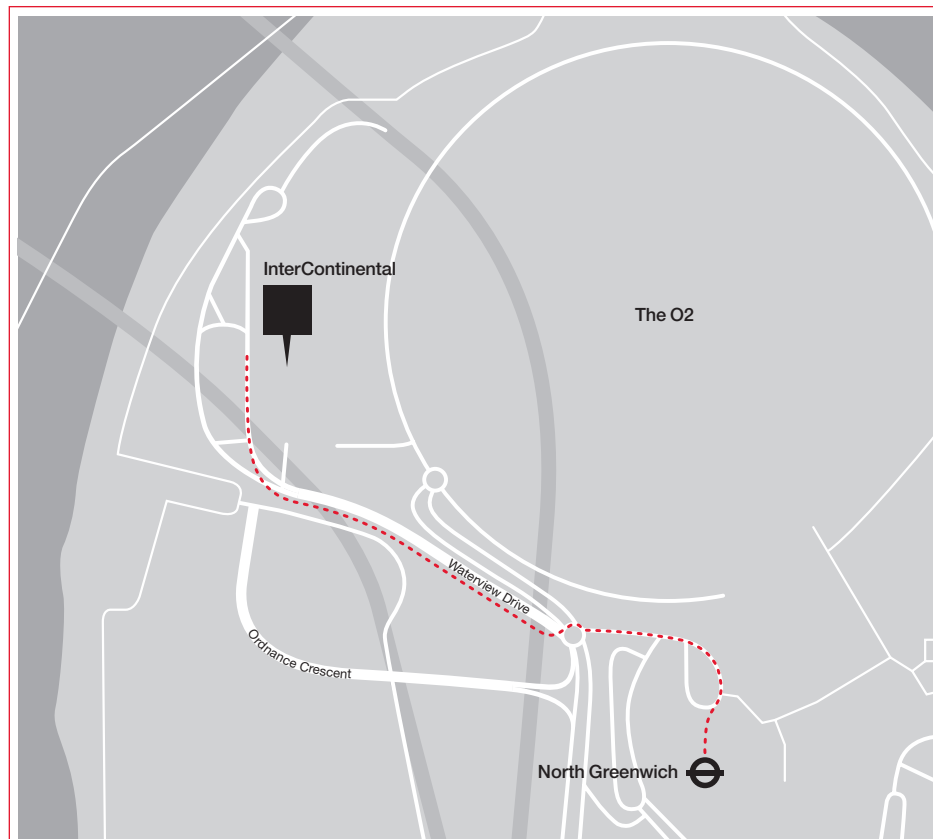 InterContinental
The O2
Waterview Drive
Ordnance Crescent
North Greenwich